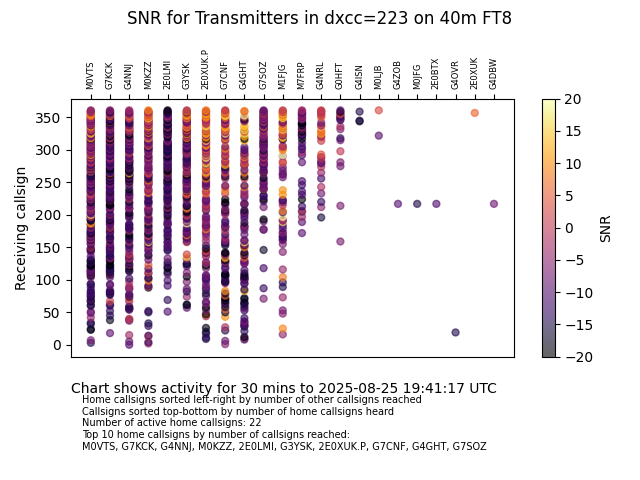 SNR for Transmitters in dxcc=223 on 40m FT8
M0VTS G7KCK G4NNJ M0KZZ 2E0LMI G3YSK 2E0XUK.P G7CNF G4GHT G7SOZ M1FJG M7FRP G4NRL G0HFT G4ISN M0LJB G4ZOB M0JFG 2E0BTX G4OVR 2E0XUK G4DBW
350
300
250
200
150
100
50
0
Receiving callsign
20
15
10
5
0
−5
−10
−15
−20
SNR
Chart shows activity for 30 mins to 2025-08-25 19:41:17 UTC
Home callsigns sorted left-right by number of other callsigns reached
Callsigns sorted top-bottom by number of home callsigns heard
Number of active home callsigns: 22
Top 10 home callsigns by number of callsigns reached:
M0VTS, G7KCK, G4NNJ, M0KZZ, 2E0LMI, G3YSK, 2E0XUK.P, G7CNF, G4GHT, G7SOZ